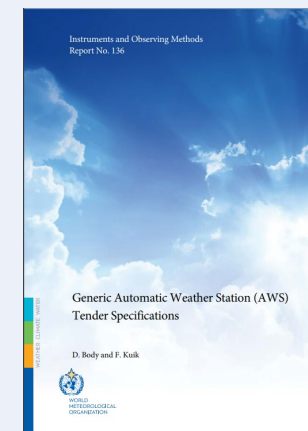 Instruments and Observing Methods
Report No. 136
Generic Automatic Weather Station (AWS)
Tender Specifications
D. Body and F. Kuik
WEATHER CLIMATE WATER
WORLD
METEOROLOGICAL
ORGANIZATION